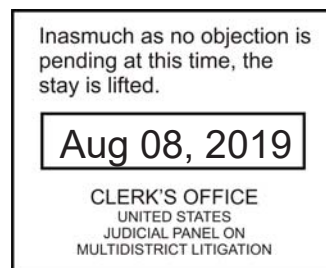 Inasmuch as no objection is
pending at this time, the
stay is lifted.
Aug 08, 2019
CLERK'S OFFICE
UNITED STATES
JUDICIAL PANEL ON
MULTIDISTRICT LITIGATION